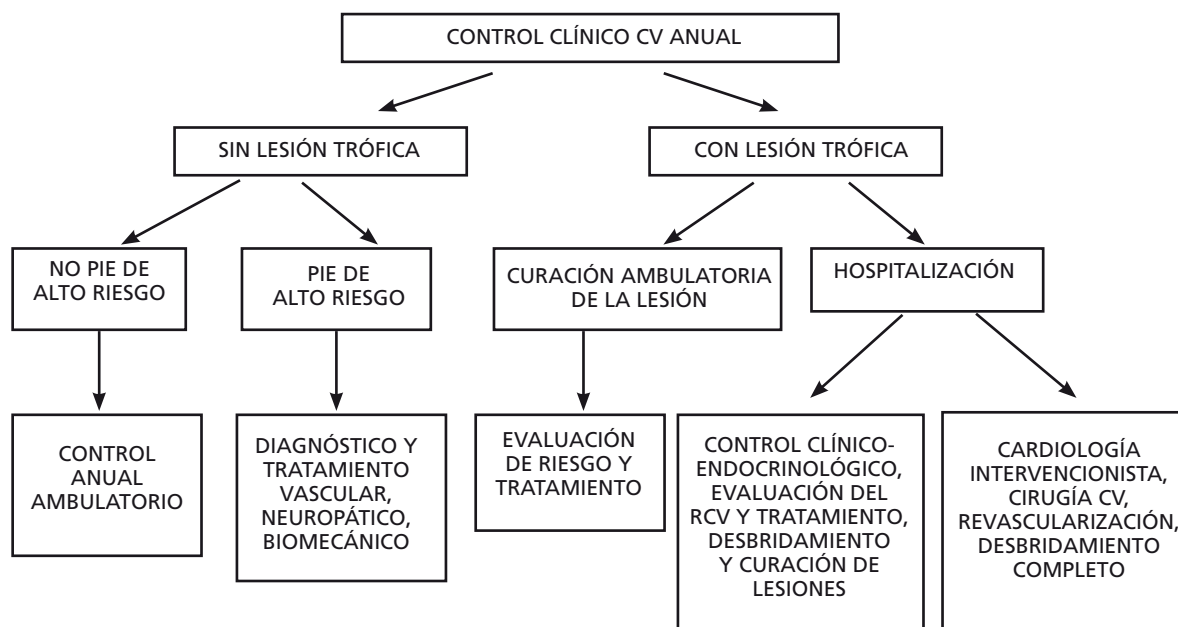 CONTROL CLÍNICO CV ANUAL
SIN LESIÓN TRÓFICA
CON LESIÓN TRÓFICA
NO PIE DE
ALTO RIESGO
PIE DE
ALTO RIESGO
CURACIÓN AMBULATORIA
DE LA LESIÓN
HOSPITALIZACIÓN
CONTROL
ANUAL
AMBULATORIO
DIAGNÓSTICO Y
TRATAMIENTO
VASCULAR,
NEUROPÁTICO,
BIOMECÁNICO
EVALUACIÓN
DE RIESGO Y
TRATAMIENTO
CONTROL CLÍNICO-
ENDOCRINOLÓGICO,
EVALUACIÓN DEL
RCV Y TRATAMIENTO,
DESBRIDAMIENTO
Y CURACIÓN DE
LESIONES
CARDIOLOGÍA
INTERVENCIONISTA,
CIRUGÍA CV,
REVASCULARIZACIÓN,
DESBRIDAMIENTO
COMPLETO